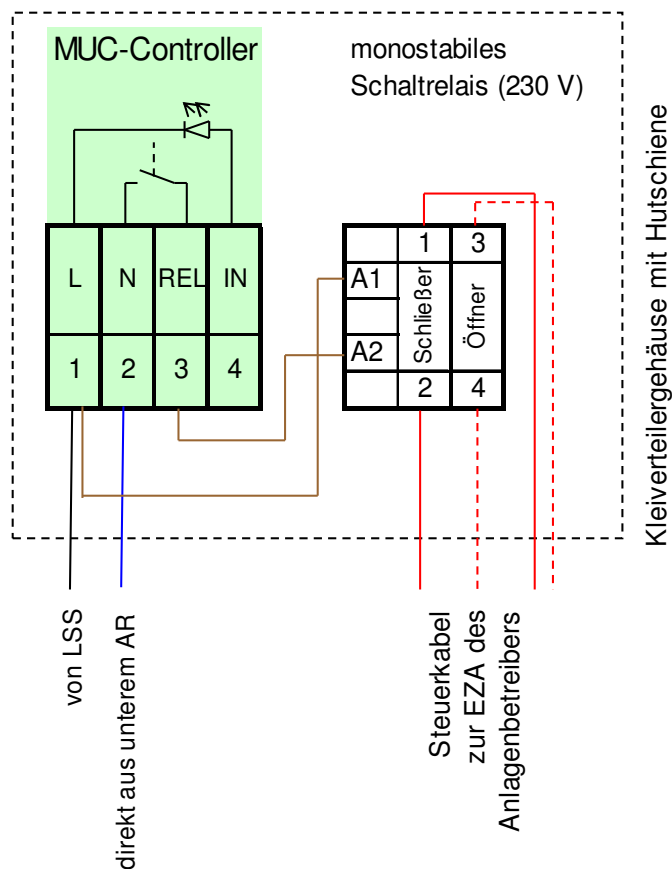 MUC-Controller
monostabiles
Schaltrelais (230 V)
L N REL IN
1 2 3 4
A1
A2
1 3
Schließer
Öffner
2 4
Kleiverteilergehäuse mit Hutschiene
von LSS
direkt aus unterem AR
Steuerkabel
zur EZA des
Anlagenbetreibers